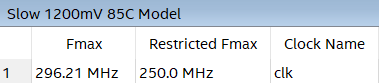 Slow 1200mV 85C Model
Fmax Restricted Fmax Clock Name
1 296.21 MHz 250.0 MHz clk